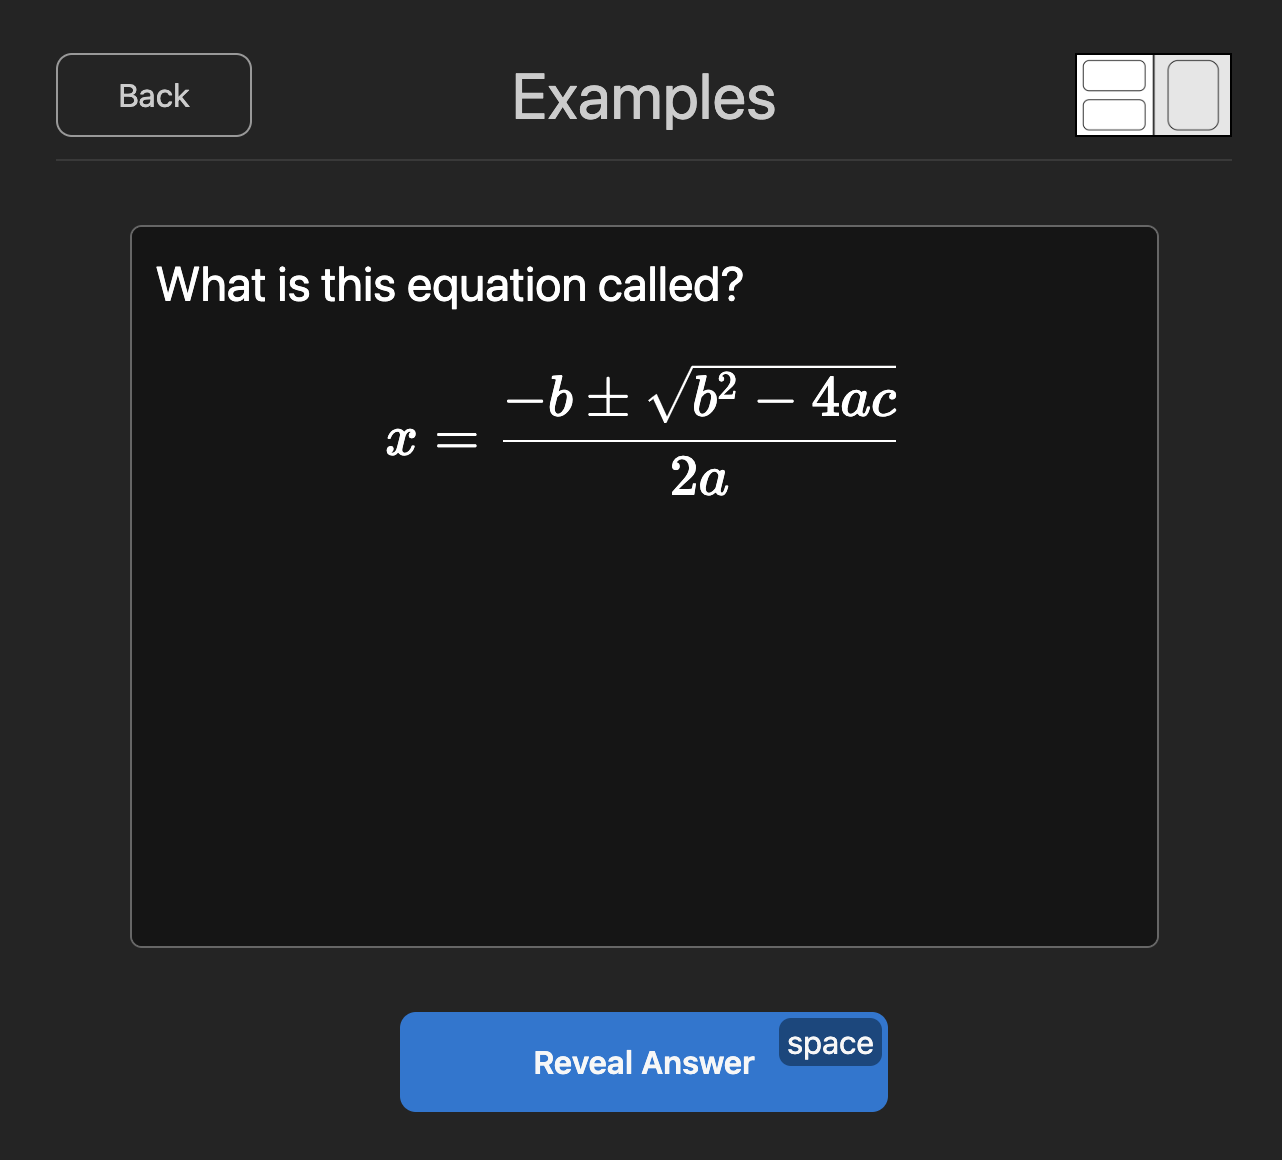 Back
Examples
What is this equation called?
x = \frac{-b \pm \sqrt{b^2 - 4ac}}{2a}
space
Reveal Answer